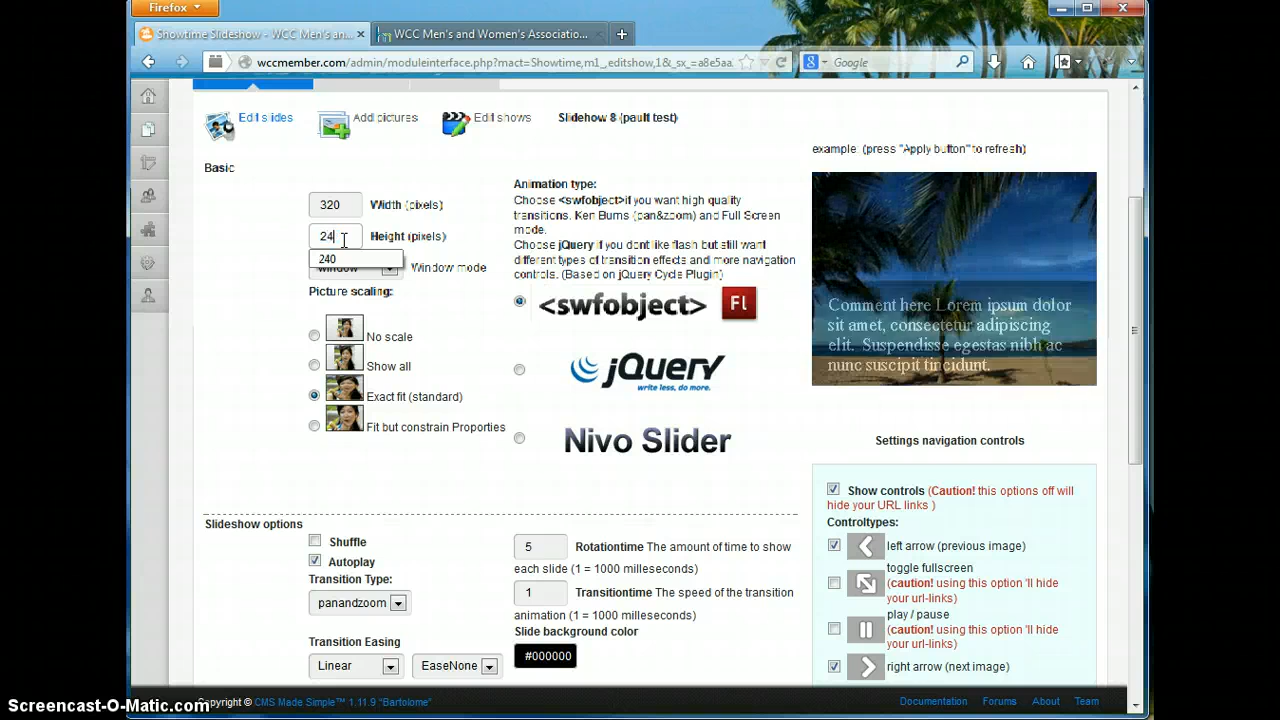 Firefox
Showtime Slideshow - WCC Men's an...
WCC Men's and Women's Associatio...
wccmember.com/admin/moduleinterface.php?mact=Showtime,m1_,editshow,1&_sx_=a8e5aa
Google
Edit slides
Add pictures
Edit shows
Slidehow 8 (pault test)
example (press "Apply button" to refresh)
Basic
320
Width (pixels)
24
Height (pixels)
240
window
Window mode
Picture scaling:
No scale
Show all
Exact fit (standard)
Fit but constrain Properties
Animation type:
Choose <swfobject>if you want high quality
transitions. Ken Burns (pan&zoom) and Full Screen
mode.
Choose jQuery if you dont like flash but still want
different types of transition effects and more navigation
controls. (Based on jQuery Cycle Plugin)
<swfobject>
Fl
jQuery
write less, do more.
Nivo Slider
Comment here Lorem ipsum dolor
sit amet, consectetur adipiscing
elit. Suspendisse egestas nibh ac
nunc suscipit tincidunt.
Settings navigation controls
Show controls (Caution! this options off will
hide your URL links )
Controltypes:
left arrow (previous image)
toggle fullscreen
(caution! using this option 'll hide
your url-links)
play / pause
(caution! using this option 'll hide
your url-links)
right arrow (next image)
Slideshow options
Shuffle
Autoplay
Transition Type:
panandzoom
Transition Easing
Linear
EaseNone
5
Rotationtime The amount of time to show
each slide (1 = 1000 milleseconds)
1
Transitiontime The speed of the transition
animation (1 = 1000 milleseconds)
Slide background color
#000000
Copyright © CMS Made Simple™ 1.11.9 "Bartolome"
Documentation
Forums
About
Team
Screencast-O-Matic.com